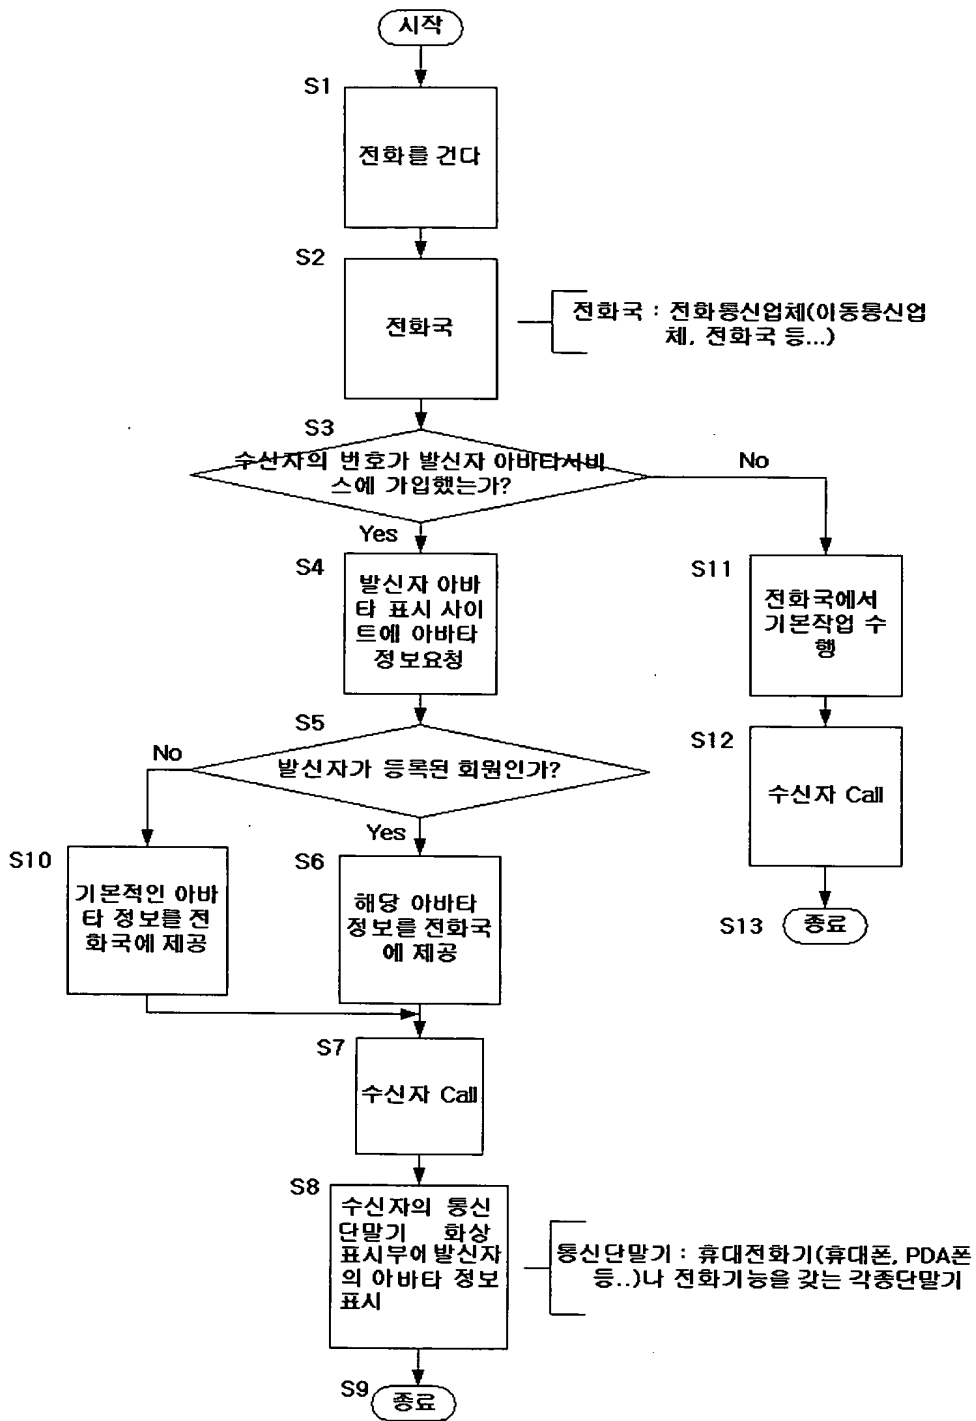 시작
S1
전화를 건다
S2
전화국
전화국 : 전화통신업체(이동통신업
체, 전화국 등...)
S3
수신자의 번호가 발신자 아바타서비
스에 가입했는가?
No
Yes
S4
발신자 아바
타 표시 사이
트에 아바타
정보요청
S11
전화국에서
기본작업 수
행
S5
발신자가 등록된 회원인가?
No
Yes
S12
수신자 Call
S10
기본적인 아바
타 정보를 전
화국에 제공
S6
해당 아바타
정보를 전화국
에 제공
S13
종료
S7
수신자 Call
S8
수신자의 통신
단말기 화상
표시부에 발신자
의 아바타 정보
표시
통신단말기 : 휴대전화기(휴대폰, PDA폰
등..)나 전화기능을 갖는 각종단말기
S9
종료